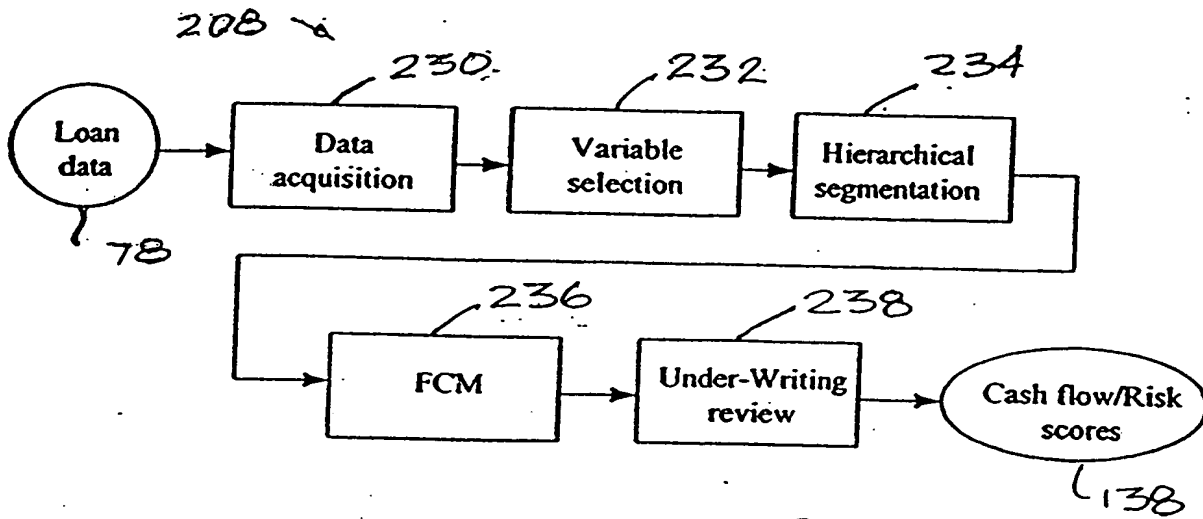 208
230
232
234
Loan
data
Data
acquisition
Variable
selection
Hierarchical
segmentation
78
236
238
FCM
Under-Writing
review
Cash flow/Risk
scores
138